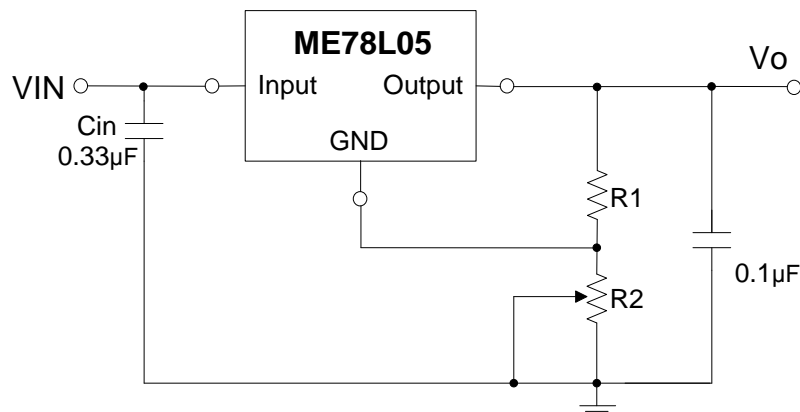 ME78L05
Vo
VIN
Input
Output
Cin
0.33µF
GND
R1
R2
0.1µF